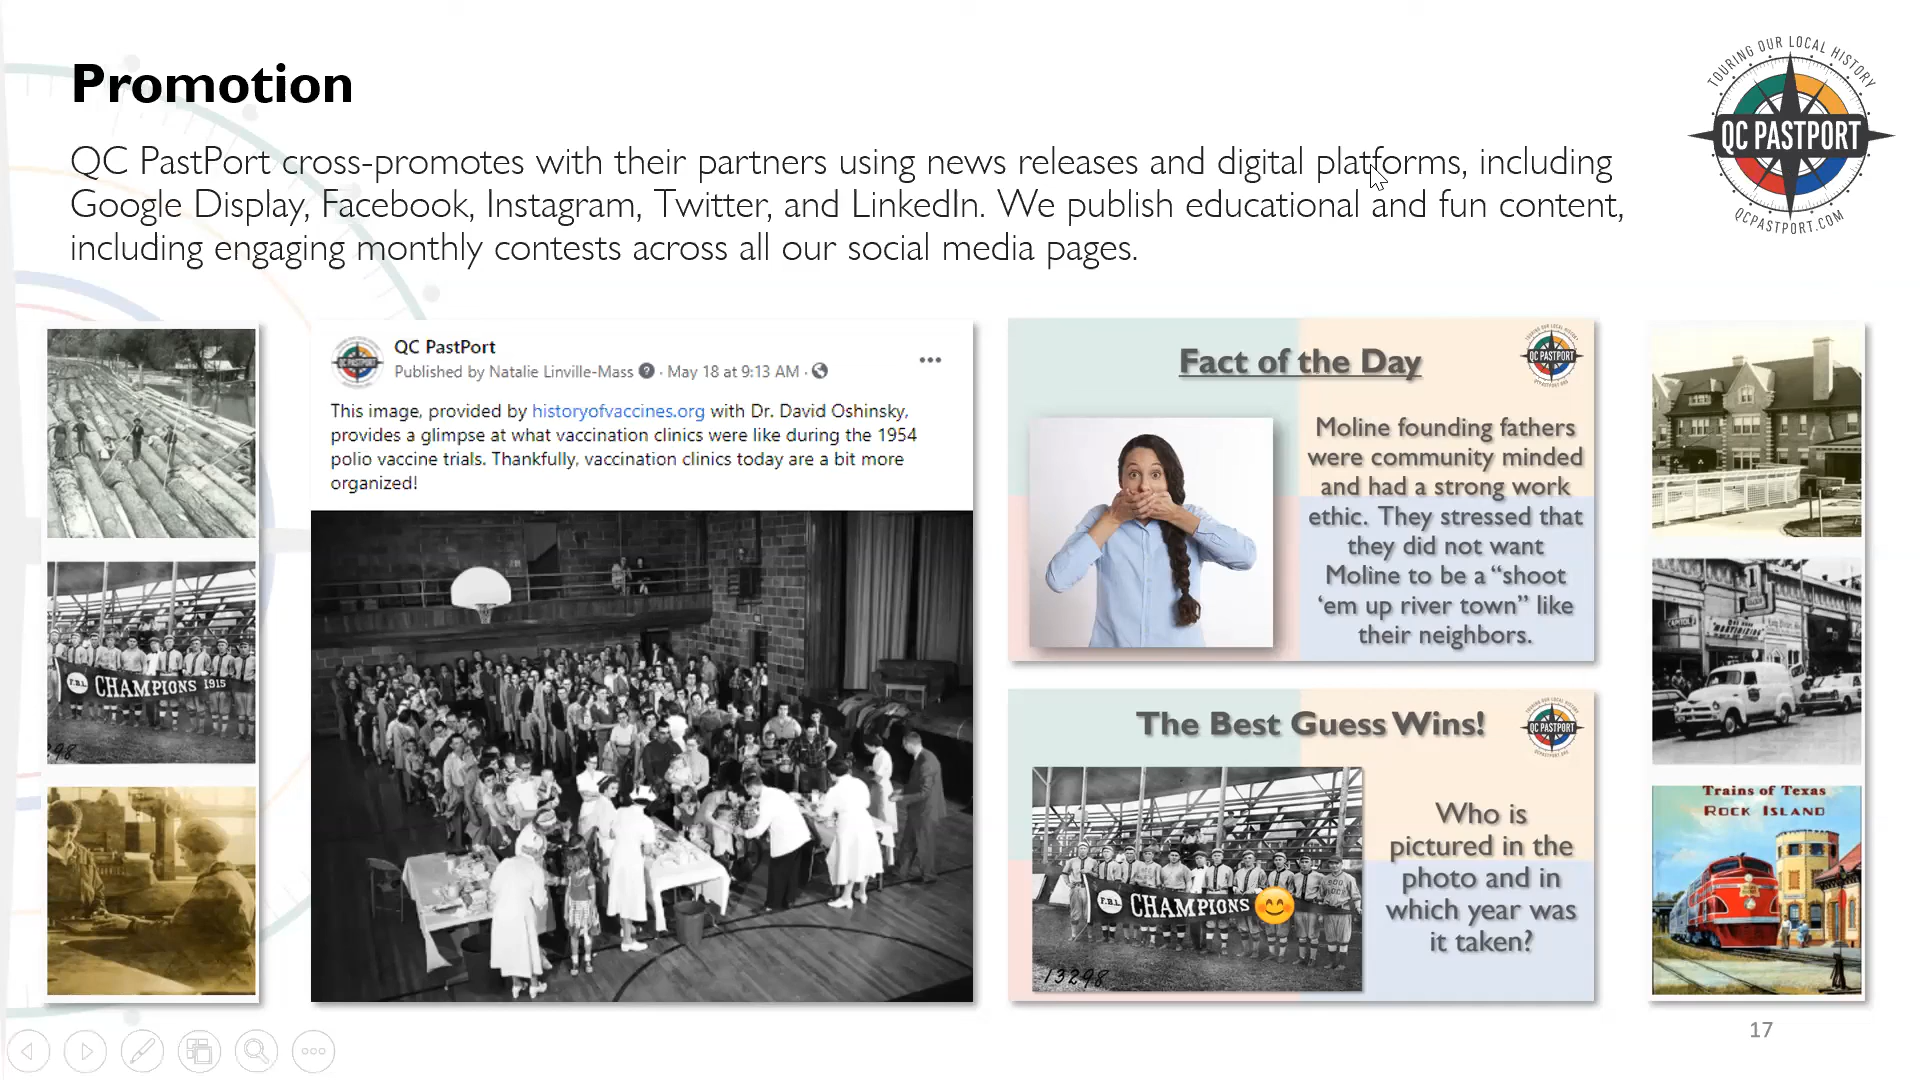 Promotion
QC PastPort cross-promotes with their partners using news releases and digital platforms, including
Google Display, Facebook, Instagram, Twitter, and LinkedIn. We publish educational and fun content,
including engaging monthly contests across all our social media pages.
TOURING OUR LOCAL HISTORY
QC PASTPORT
QCPASTPORT.COM
F.B.L. CHAMPIONS 1915
298
QC PastPort
Published by Natalie Linville-Mass · May 18 at 9:13 AM ·
This image, provided by historyofvaccines.org with Dr. David Oshinsky,
provides a glimpse at what vaccination clinics were like during the 1954
polio vaccine trials. Thankfully, vaccination clinics today are a bit more
organized!
Fact of the Day
QC PASTPORT
Moline founding fathers
were community minded
and had a strong work
ethic. They stressed that
they did not want
Moline to be a “shoot
‘em up river town” like
their neighbors.
The Best Guess Wins!
QC PASTPORT
F.B.L. CHAMPIONS
13298
Who is
pictured in the
photo and in
which year was
it taken?
CAPITOL
Trains of Texas
Rock Island
17